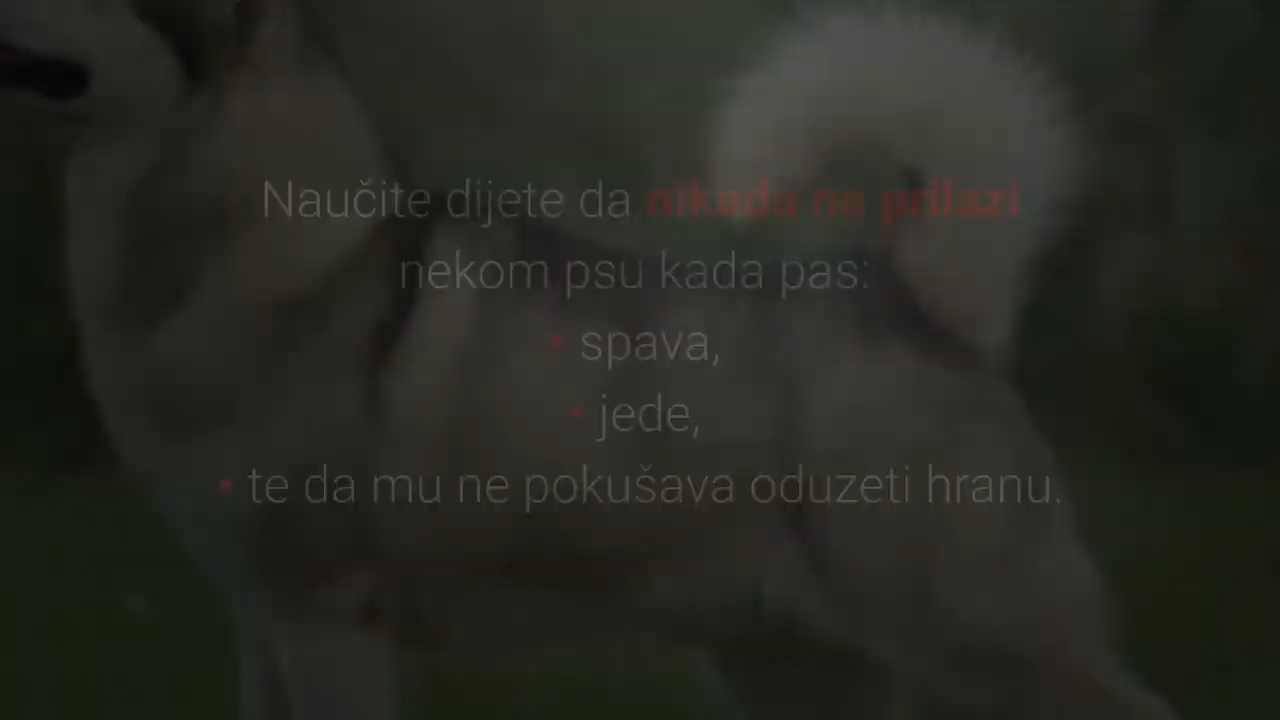 Naučite dijete da nikada ne prilazi
nekom psu kada pas:
• spava,
• jede,
• te da mu ne pokušava oduzeti hranu.